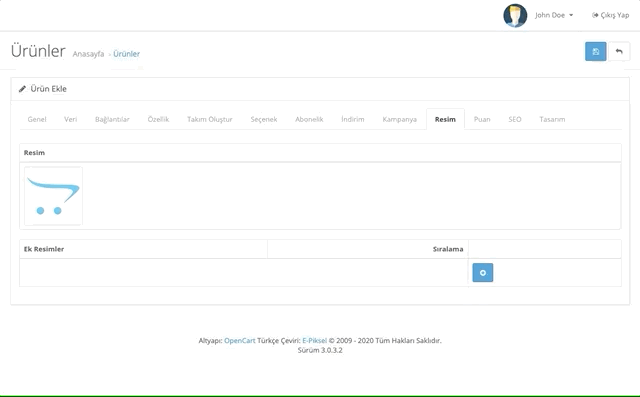 John Doe Çıkış Yap
Ürünler Anasayfa » Ürünler
Ürün Ekle
Genel Veri Bağlantılar Özellik Takım Oluştur Seçenek Abonelik İndirim Kampanya Resim Puan SEO Tasarım
Resim
Ek Resimler Sıralama
Altyapı: OpenCart Türkçe Çeviri: E-Piksel © 2009 - 2020 Tüm Hakları Saklıdır.
Sürüm 3.0.3.2